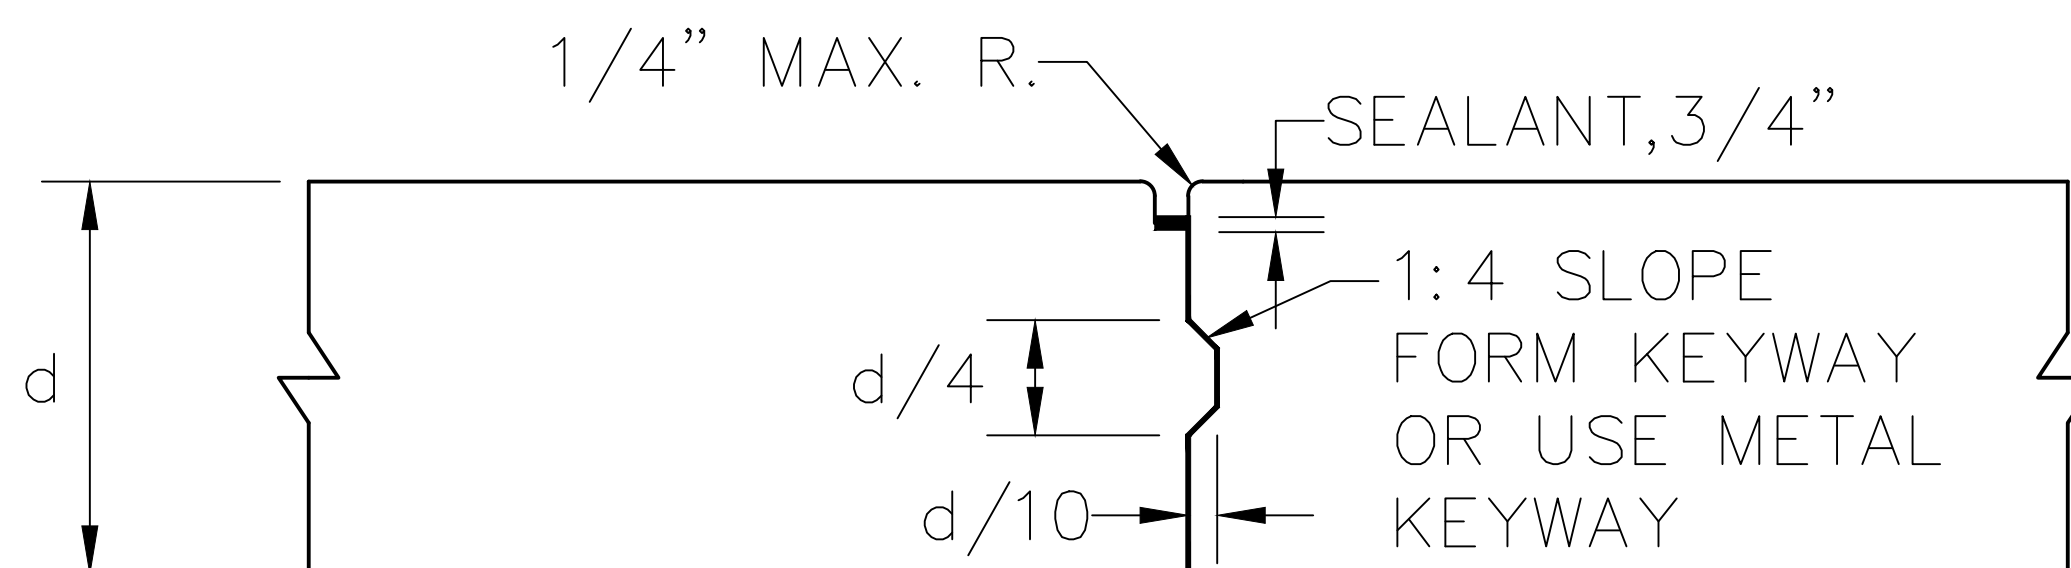 1/4” MAX. R.
SEALANT,3/4”
1:4 SLOPE
FORM KEYWAY
OR USE METAL
KEYWAY
d
d/4
d/10